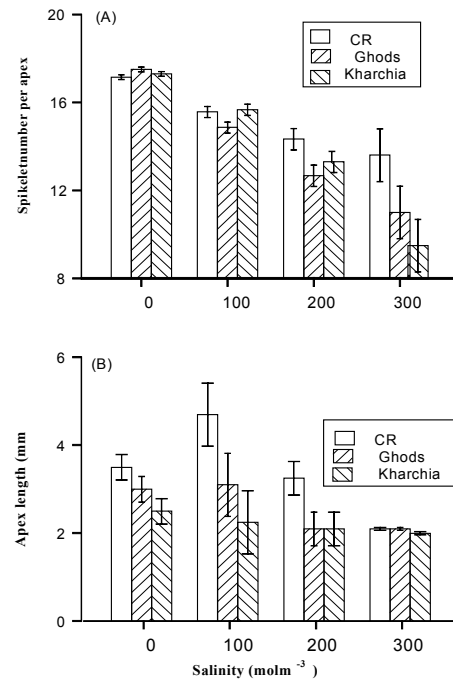 (A)
CR
Ghods
Kharchia
20
16
12
8
Spikeletnumber per apex
0 100 200 300
(B)
CR
Ghods
Kharchia
6
4
2
0
Apex length (mm
0 100 200 300
Salinity (molm -3 )